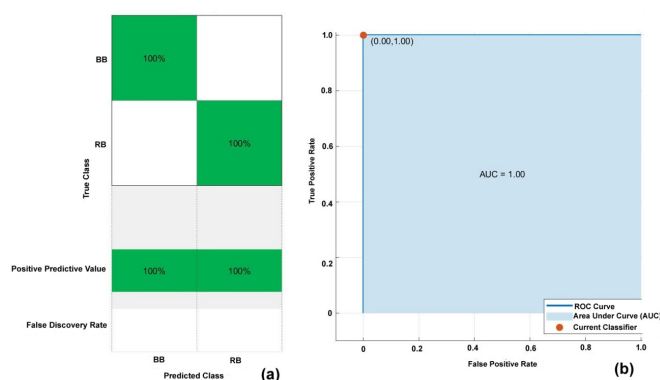 BB
100%
RB
100%
True Class
Positive Predictive Value
100%
100%
False Discovery Rate
BB
RB
Predicted Class
(a)
1.0
(0.00,1.00)
0.8
0.6
True Positive Rate
AUC = 1.00
0.4
0.2
0
ROC Curve
Area Under Curve (AUC)
Current Classifier
0
0.2
0.4
0.6
0.8
1.0
False Positive Rate
(b)